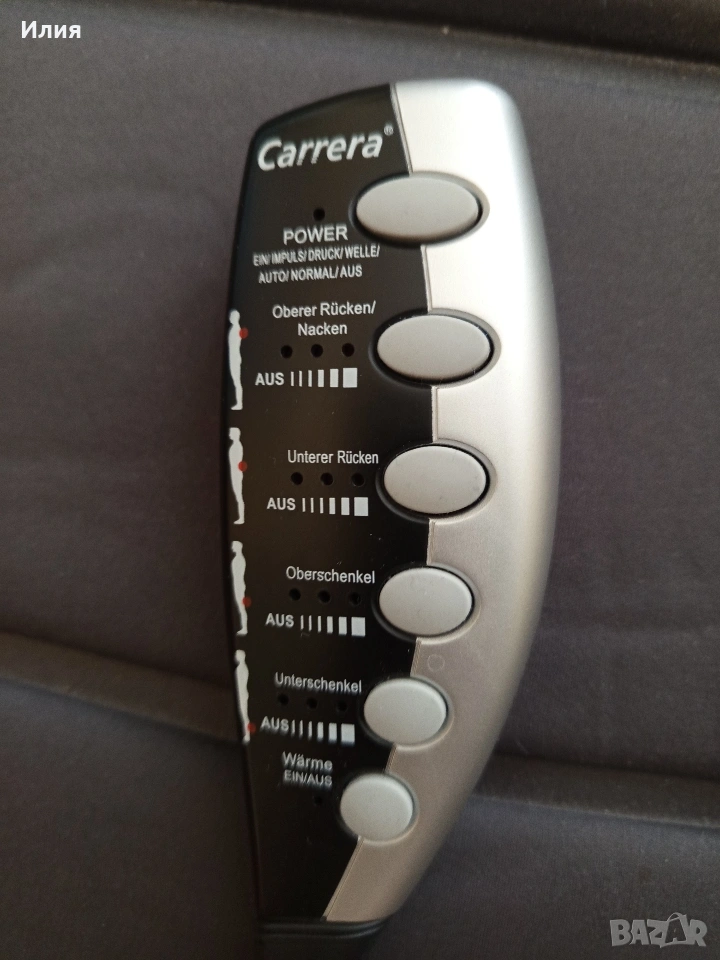 Илия
Carrera®
POWER
EIN/ IMPULS/ DRUCK/ WELLE/
AUTO/ NORMAL/ AUS
Oberer Rücken/
Nacken
AUS
Unterer Rücken
AUS
Oberschenkel
AUS
Unterschenkel
AUS
Wärme
EIN/AUS
BAZAR